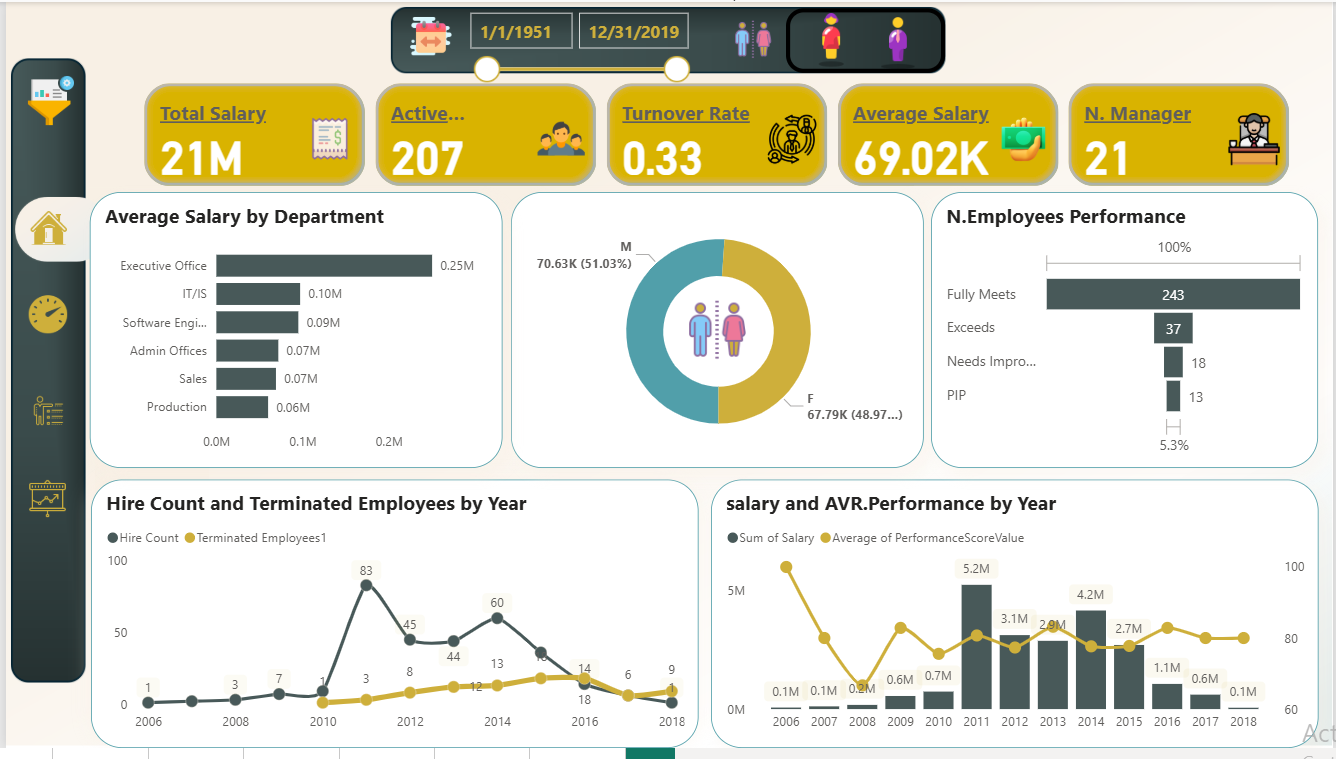 1/1/1951 12/31/2019
Total Salary
21M
Active...
207
Turnover Rate
0.33
Average Salary
69.02K
N. Manager
21
Average Salary by Department
Executive Office 0.25M
IT/IS 0.10M
Software Engi... 0.09M
Admin Offices 0.07M
Sales 0.07M
Production 0.06M
0.0M 0.1M 0.2M
M
70.63K (51.03%)
F
67.79K (48.97...)
N.Employees Performance
100%
Fully Meets 243
Exceeds 37
Needs Impro... 18
PIP 13
5.3%
Hire Count and Terminated Employees by Year
Hire Count Terminated Employees1
100
50
0
83
60
45
44
1
3
7
1
3
8
12
13
14
18
6
9
1
2006 2008 2010 2012 2014 2016 2018
salary and AVR.Performance by Year
Sum of Salary Average of PerformanceScoreValue
5M
0M
100
80
60
0.1M 0.1M 0.2M 0.6M 0.7M 5.2M 3.1M 2.9M 4.2M 2.7M 1.1M 0.6M 0.1M
2006 2007 2008 2009 2010 2011 2012 2013 2014 2015 2016 2017 2018
Act